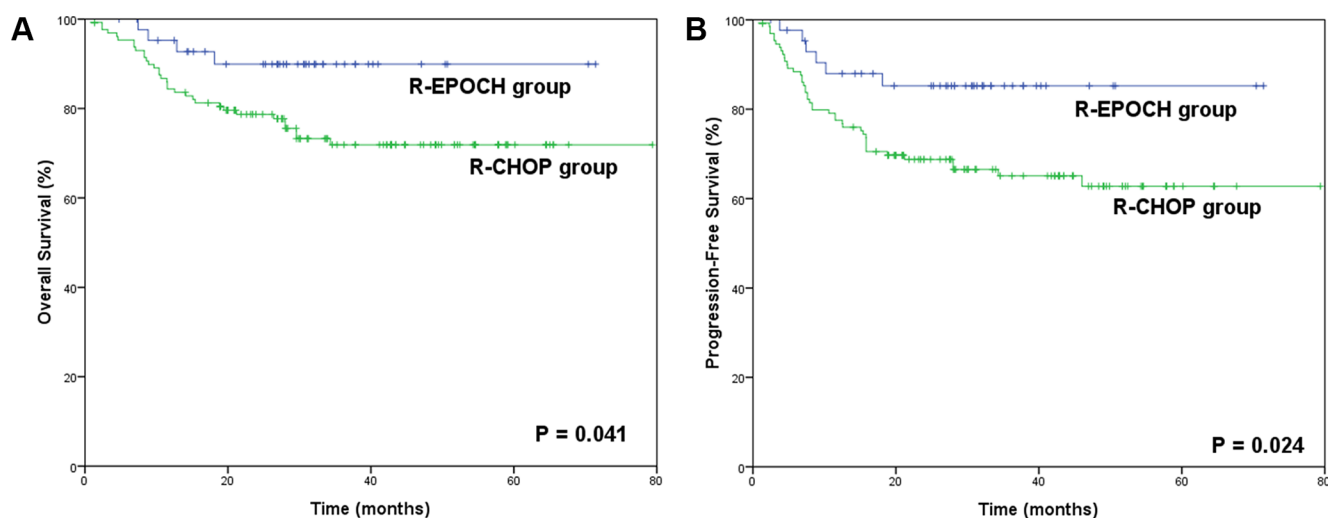 A
Overall Survival (%)
100
80
60
40
20
0
R-EPOCH group
R-CHOP group
P = 0.041
0 20 40 60 80
Time (months)
B
Progression-Free Survival (%)
100
80
60
40
20
0
R-EPOCH group
R-CHOP group
P = 0.024
0 20 40 60 80
Time (months)